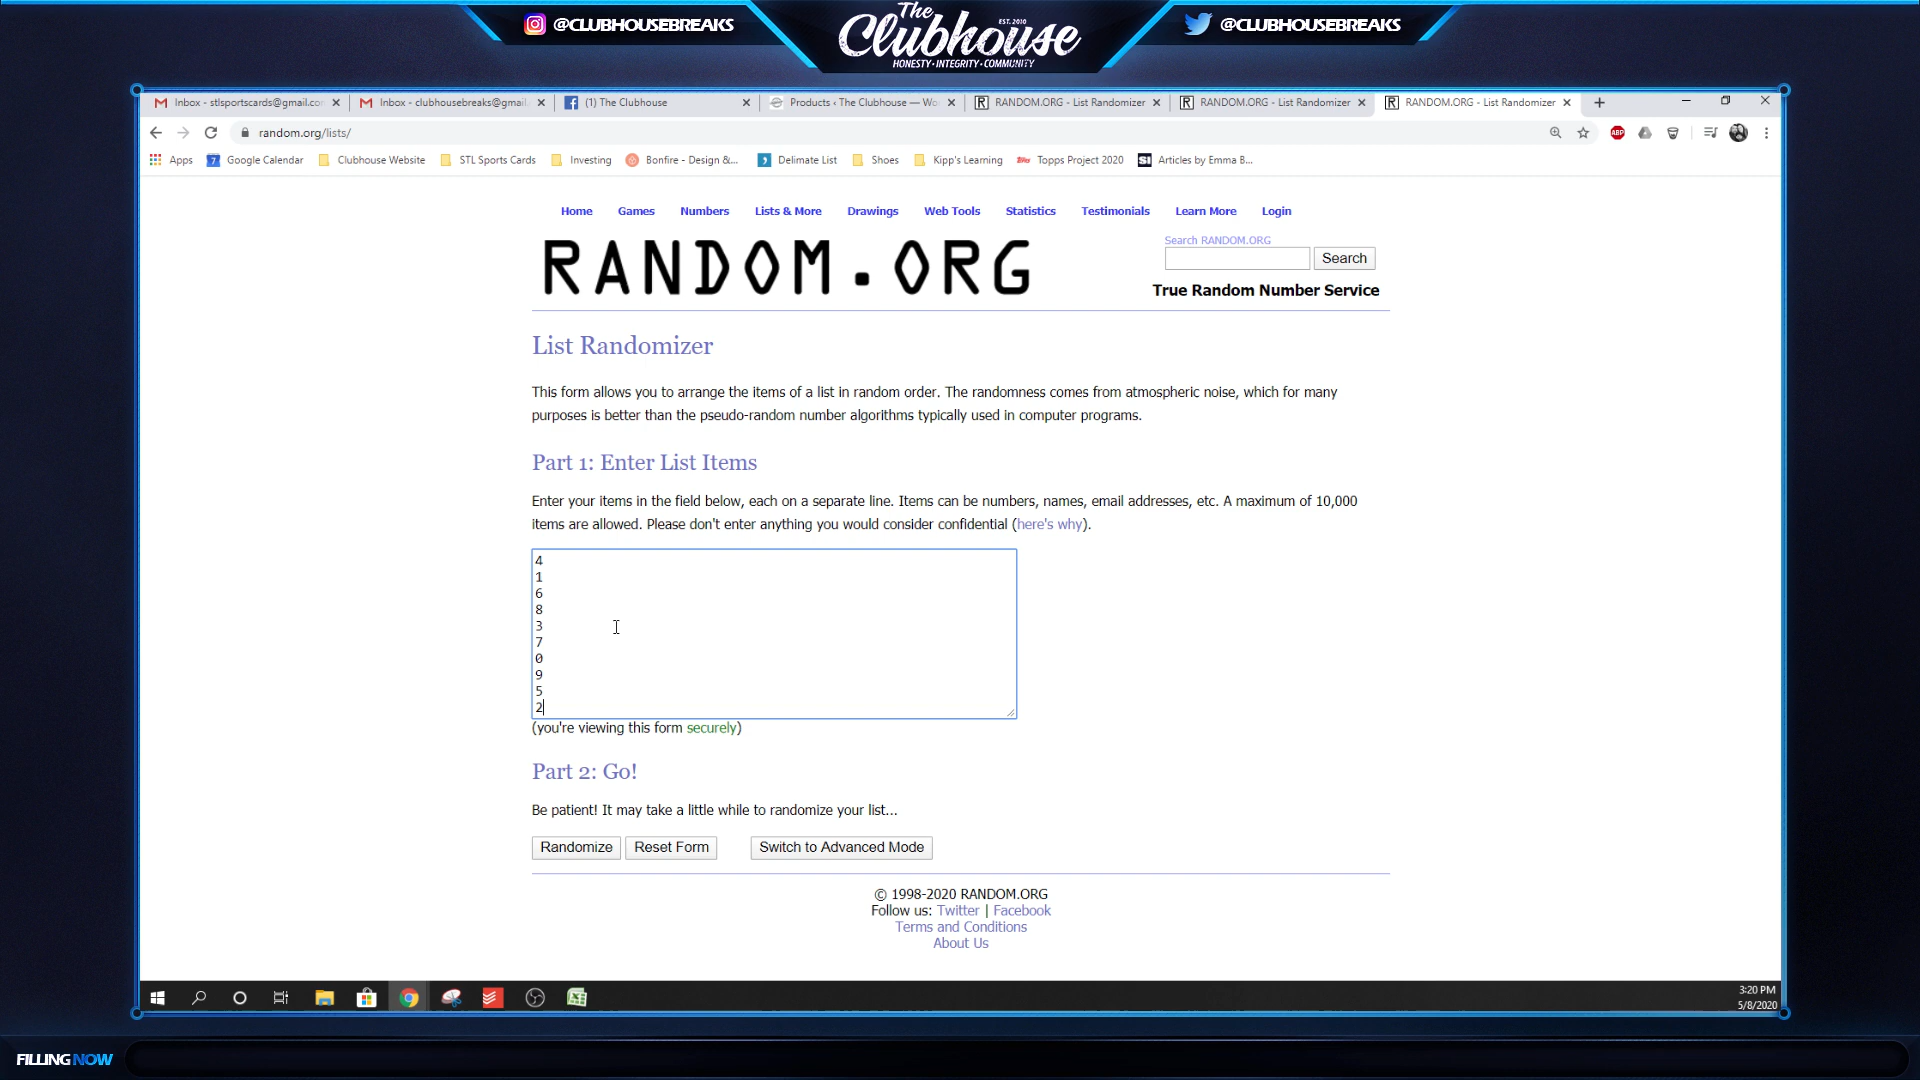 @CLUBHOUSEBREAKS
The Clubhouse
EST. 2010
HONESTY · INTEGRITY · COMMUNITY
@CLUBHOUSEBREAKS
Inbox - stlsportscards@gmail.co
Inbox - clubhousebreaks@gmail.
(1) The Clubhouse
Products ‹ The Clubhouse — Wo
RANDOM.ORG - List Randomizer
RANDOM.ORG - List Randomizer
RANDOM.ORG - List Randomizer
random.org/lists/
ABP
Apps
7 Google Calendar
Clubhouse Website
STL Sports Cards
Investing
Bonfire - Design &...
Delimate List
Shoes
Kipp's Learning
Topps Project 2020
SI Articles by Emma B...
Home Games Numbers Lists & More Drawings Web Tools Statistics Testimonials Learn More Login
RANDOM.ORG
Search RANDOM.ORG
Search
True Random Number Service
List Randomizer
This form allows you to arrange the items of a list in random order. The randomness comes from atmospheric noise, which for many
purposes is better than the pseudo-random number algorithms typically used in computer programs.
Part 1: Enter List Items
Enter your items in the field below, each on a separate line. Items can be numbers, names, email addresses, etc. A maximum of 10,000
items are allowed. Please don't enter anything you would consider confidential (here's why).
4
1
6
8
3
7
0
9
5
2
(you're viewing this form securely)
Part 2: Go!
Be patient! It may take a little while to randomize your list...
Randomize Reset Form Switch to Advanced Mode
© 1998-2020 RANDOM.ORG
Follow us: Twitter | Facebook
Terms and Conditions
About Us
3:20 PM
5/8/2020
FILLING NOW